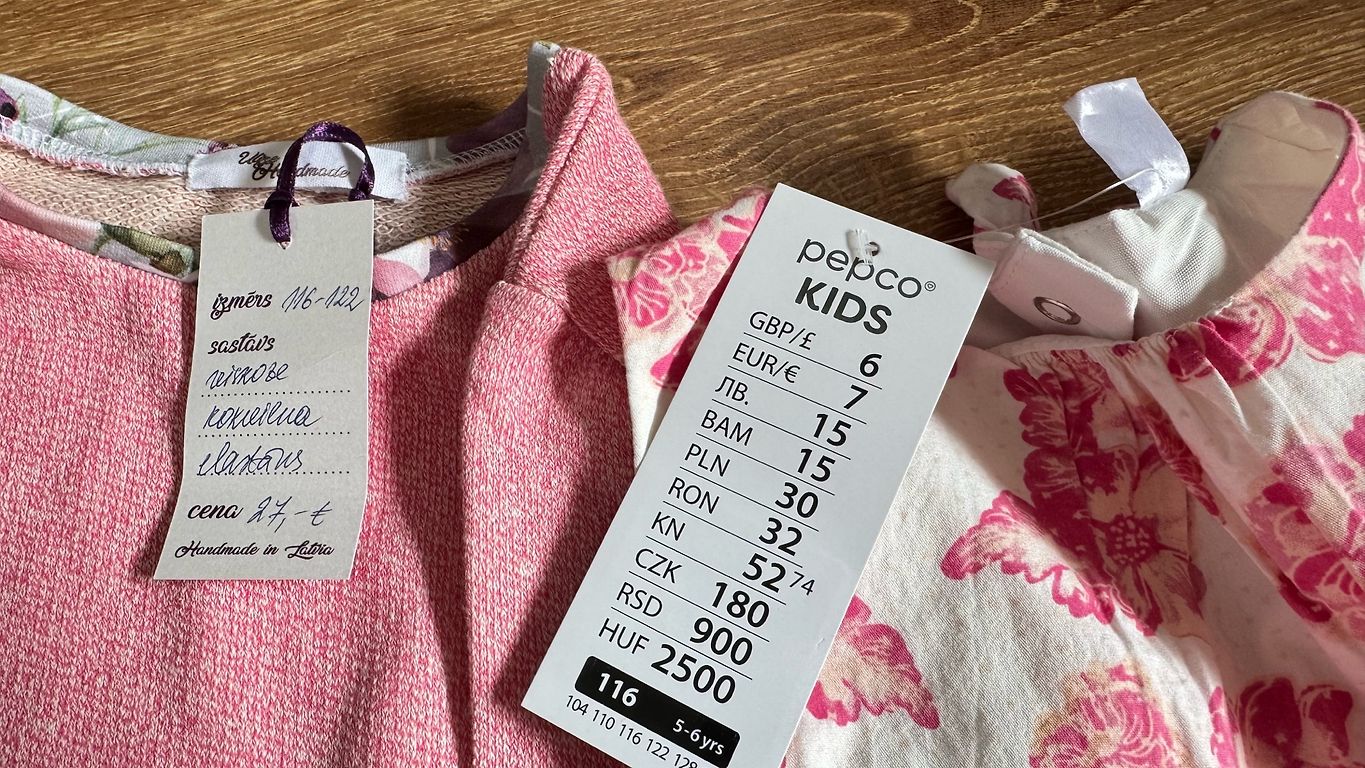 Handmade
izmērs 116-122
sastāvs
viskoze
kokvilna
elastāns
cena 27,- €
Handmade in Latvia
pepco®
KIDS
GBP/£ 6
EUR/€ 7
ЛВ. 15
BAM 15
PLN 30
RON 32
KN 52 74
CZK 180
RSD 900
HUF 2500
116 5-6 yrs
104 110 116 122 128